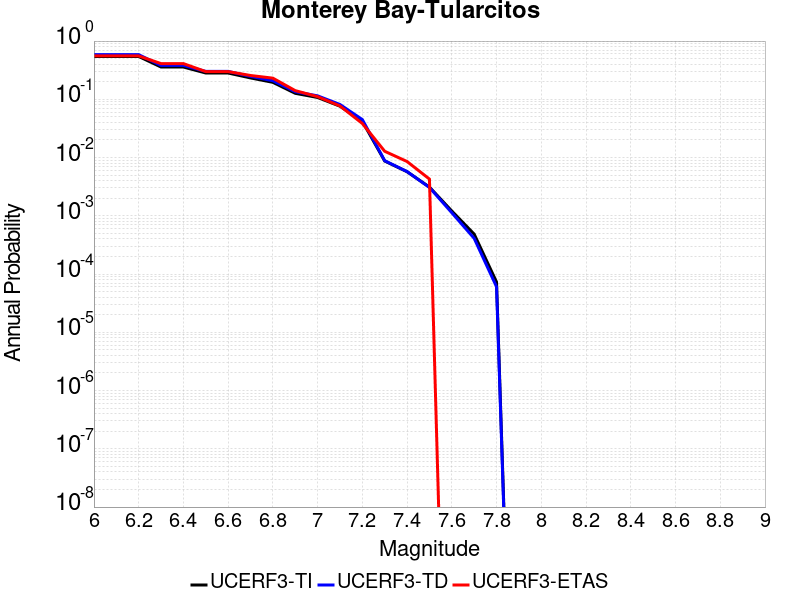 Monterey Bay-Tularcitos
10^0
10^-1
10^-2
10^-3
10^-4
10^-5
10^-6
10^-7
10^-8
Annual Probability
6 6.2 6.4 6.6 6.8 7 7.2 7.4 7.6 7.8 8 8.2 8.4 8.6 8.8 9
Magnitude
UCERF3-TI UCERF3-TD UCERF3-ETAS